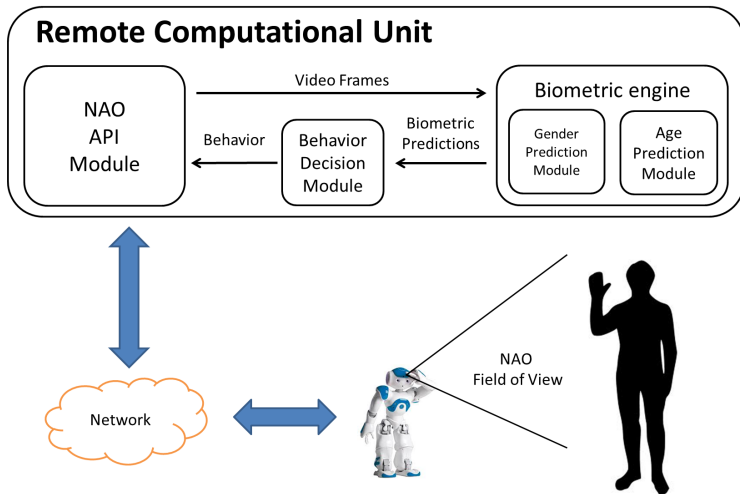 Remote Computational Unit
NAO
API
Module
Video Frames
Behavior
Behavior
Decision
Module
Biometric
Predictions
Biometric engine
Gender
Prediction
Module
Age
Prediction
Module
Network
NAO
Field of View